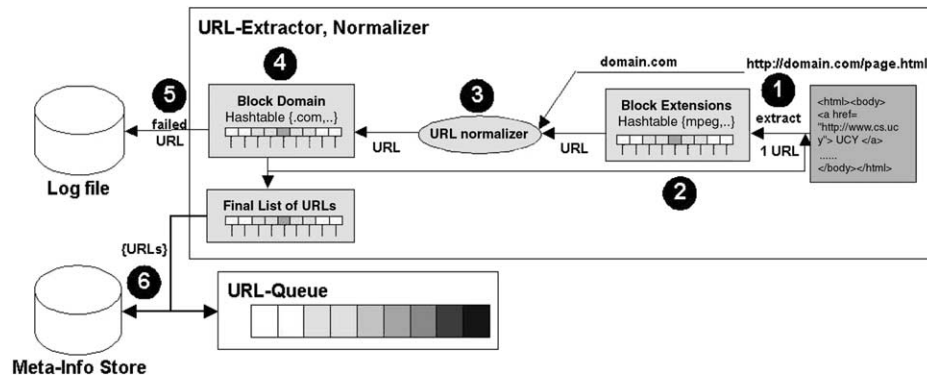 URL-Extractor, Normalizer
4
domain.com
http://domain.com/page.html
5
3
1
Block Domain
Hashtable {.com,..}
Block Extensions
Hashtable {mpeg,..}
<html><body>
<a href=
"http://www.cs.uc
y"> UCY </a>
......
</body></html>
failed
URL
URL normalizer
extract
URL
URL
1 URL
Log file
2
Final List of URLs
{URLs}
6
URL-Queue
Meta-Info Store